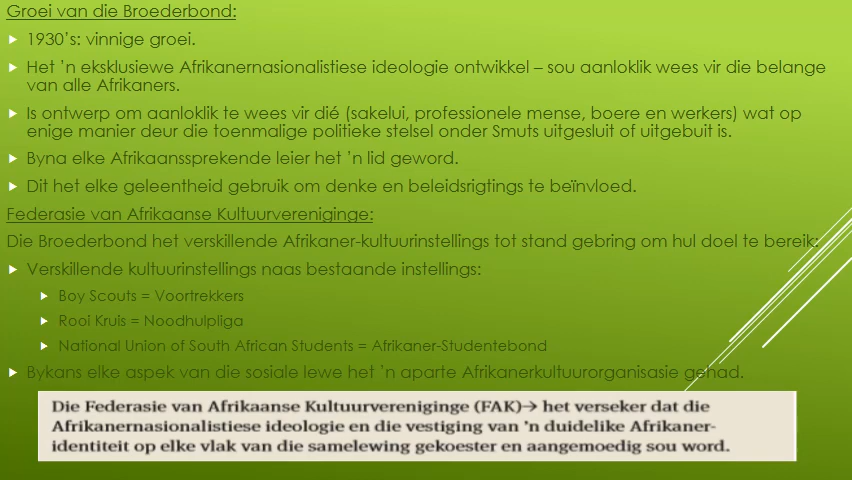 Groei van die Broederbond:
1930's: vinnige groei.
Het 'n eksklusiewe Afrikanernasionalistiese ideologie ontwikkel – sou aanloklik wees vir die belange
van alle Afrikaners.
Is ontwerp om aanloklik te wees vir dié (sakelui, professionele mense, boere en werkers) wat op
enige manier deur die toenmalige politieke stelsel onder Smuts uitgesluit of uitgebuit is.
Byna elke Afrikaanssprekende leier het 'n lid geword.
Dit het elke geleentheid gebruik om denke en beleidsrigtings te beïnvloed.
Federasie van Afrikaanse Kultuurvereniginge:
Die Broederbond het verskillende Afrikaner-kultuurinstellings tot stand gebring om hul doel te bereik:
Verskillende kultuurinstellings naas bestaande instellings:
Boy Scouts = Voortrekkers
Rooi Kruis = Noodhulpliga
National Union of South African Students = Afrikaner-Studentebond
Bykans elke aspek van die sosiale lewe het 'n aparte Afrikanerkultuurorganisasie gehad.
Die Federasie van Afrikaanse Kultuurvereniginge (FAK)→ het verseker dat die
Afrikanernasionalistiese ideologie en die vestiging van 'n duidelike Afrikaner-
identiteit op elke vlak van die samelewing gekoester en aangemoedig sou word.